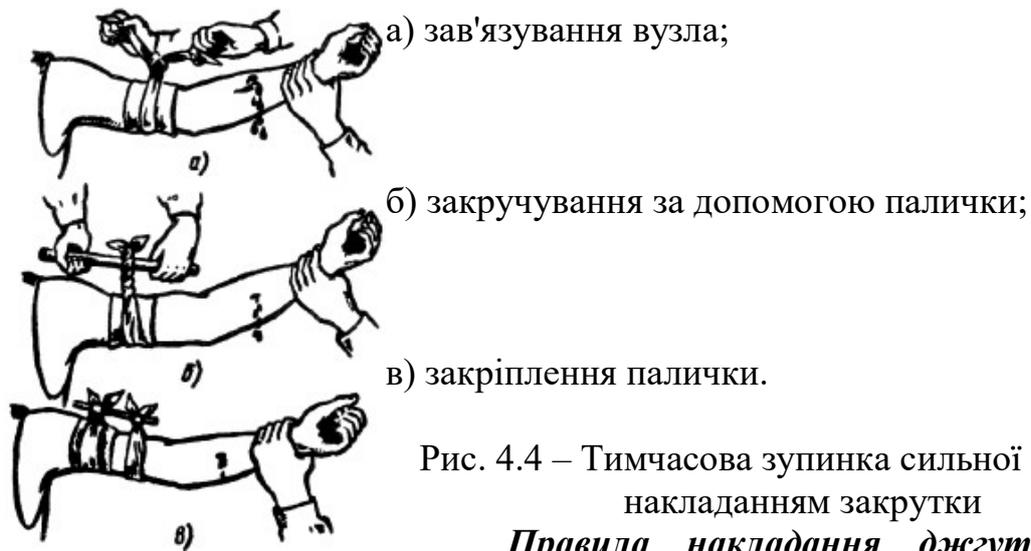 а) зав'язування вузла;
а)
б) закручування за допомогою палички;
б)
в) закріплення палички.
Рис. 4.4 – Тимчасова зупинка сильної
накладанням закрутки
в)
Правила накладання